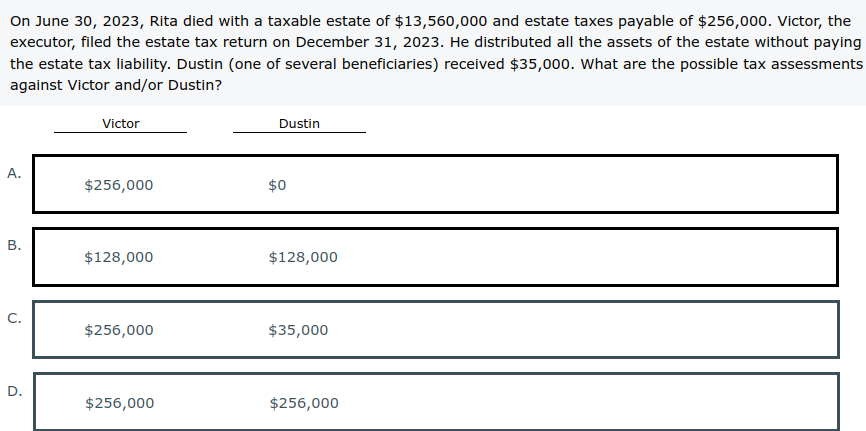 On June 30, 2023, Rita died with a taxable estate of $13,560,000 and estate taxes payable of $256,000. Victor, the
executor, filed the estate tax return on December 31, 2023. He distributed all the assets of the estate without paying
the estate tax liability. Dustin (one of several beneficiaries) received $35,000. What are the possible tax assessments
against Victor and/or Dustin?
Victor Dustin
A. $256,000 $0
B. $128,000 $128,000
C. $256,000 $35,000
D. $256,000 $256,000